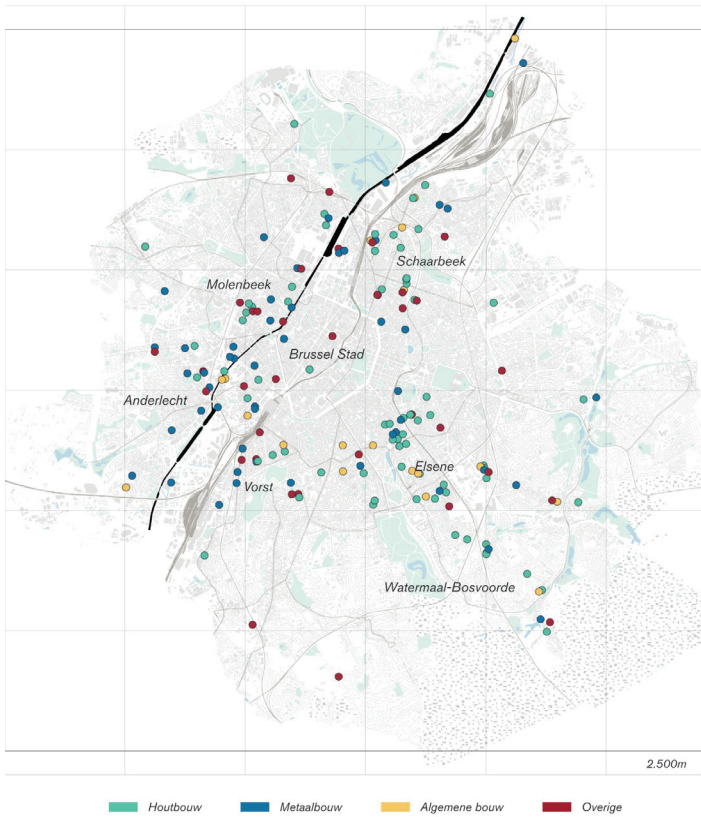 Schaarbeek
Molenbeek
Brussel Stad
Anderlecht
Elsene
Vorst
Watermaal-Bosvoorde
2.500m
Houtbouw
Metaalbouw
Algemene bouw
Overige